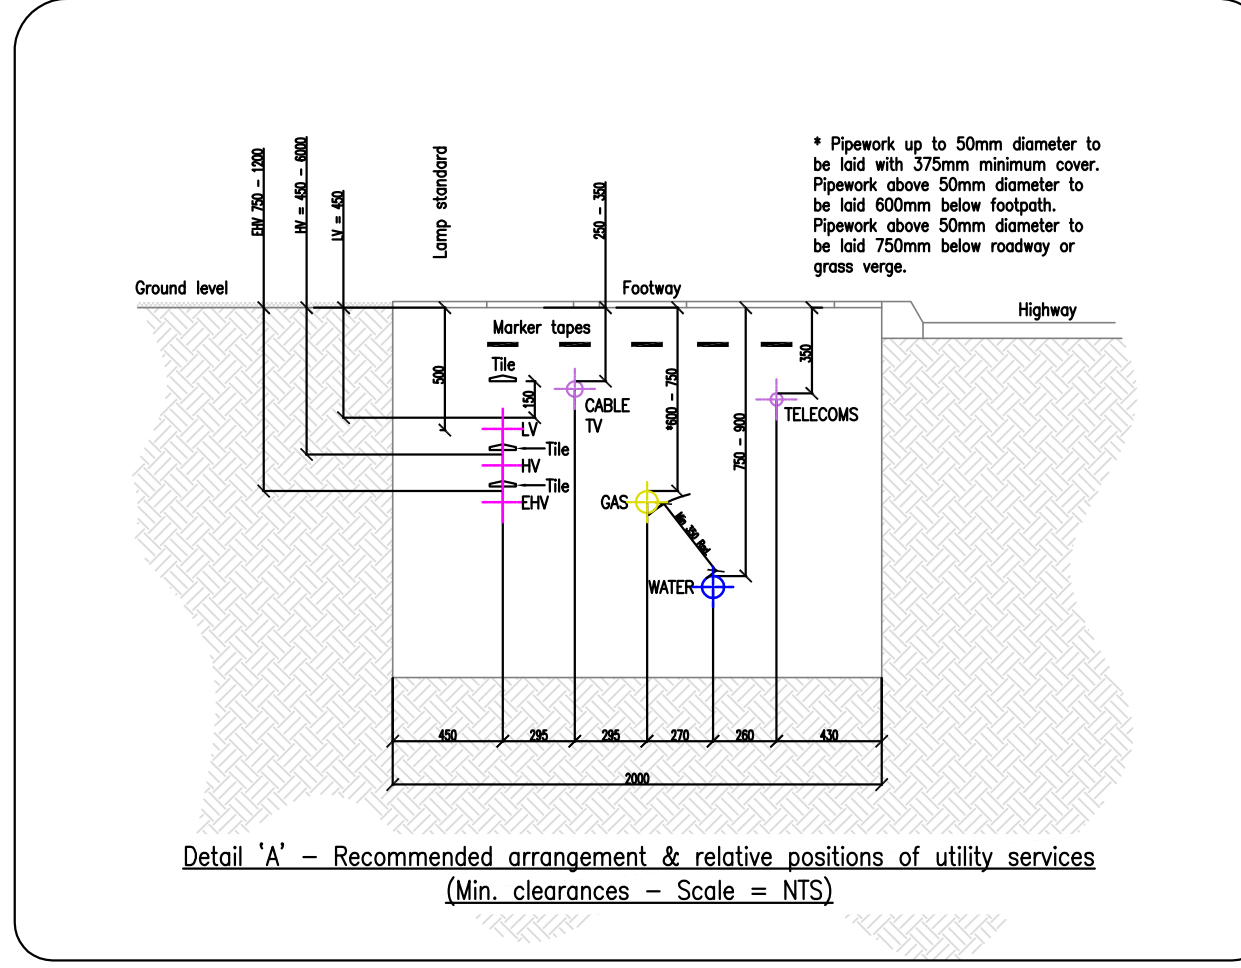 * Pipework up to 50mm diameter to
be laid with 375mm minimum cover.
Pipework above 50mm diameter to
be laid 600mm below footpath.
Pipework above 50mm diameter to
be laid 750mm below roadway or
grass verge.
EHV 750 - 1200
HV = 450 - 6000
LV = 450
Lamp standard
250 - 350
Ground level
Footway
Highway
Marker tapes
Tile
500
150
350
*600 - 750
750 - 900
CABLE
TV
TELECOMS
LV
Tile
HV
Tile
EHV
GAS
Min 350 Rad.
WATER
450
295
295
270
260
430
2000
Detail 'A' - Recommended arrangement & relative positions of utility services
(Min. clearances - Scale = NTS)